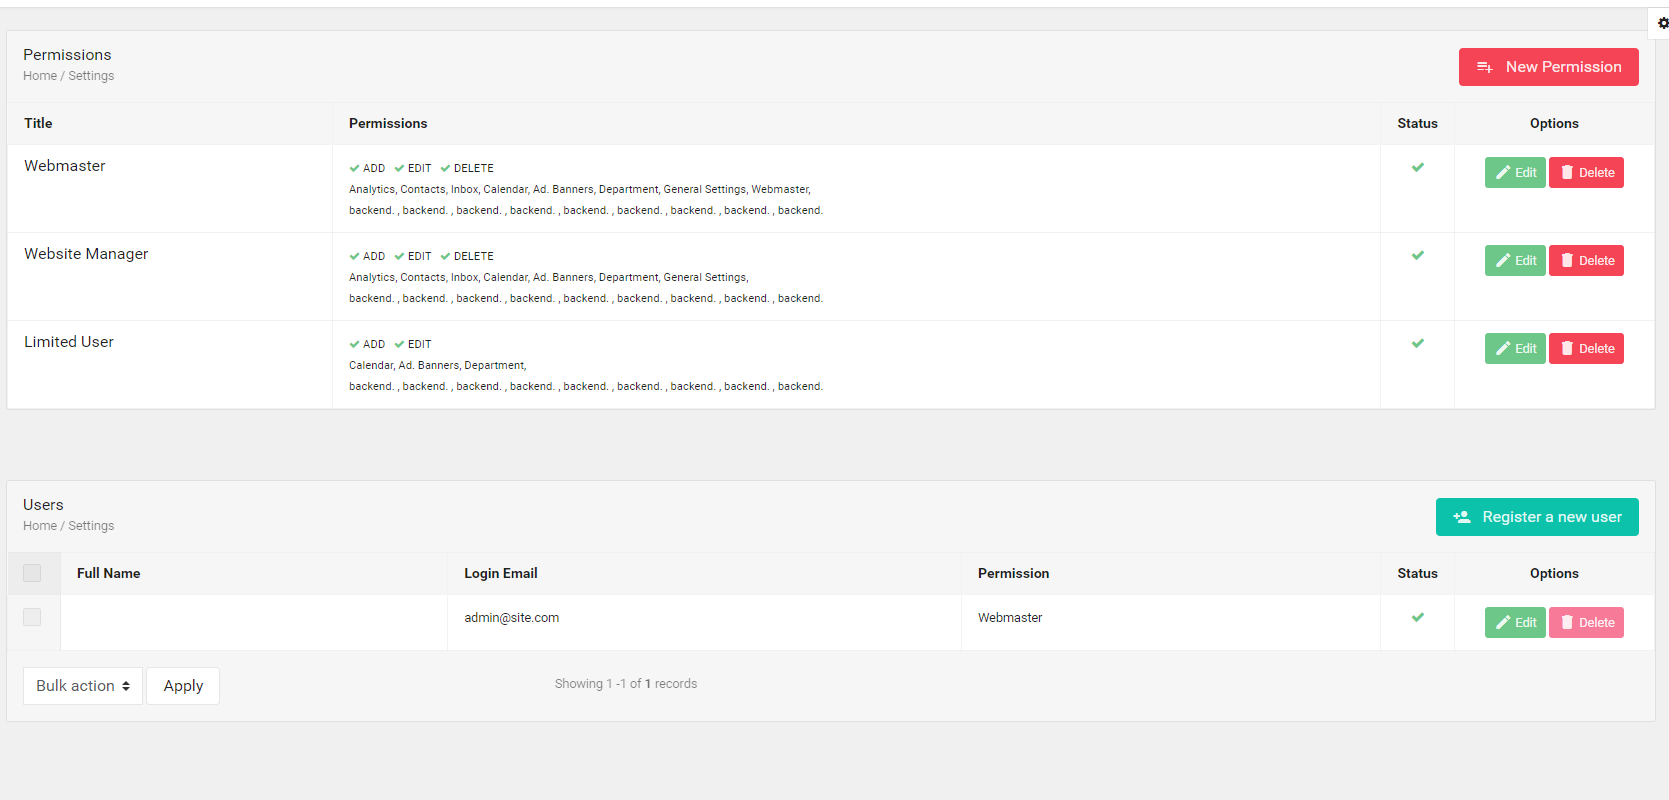 Permissions
Home / Settings
New Permission
Title Permissions Status Options
Webmaster
ADD EDIT DELETE
Analytics, Contacts, Inbox, Calendar, Ad. Banners, Department, General Settings, Webmaster,
backend. , backend. , backend. , backend. , backend. , backend. , backend. , backend. , backend.
Edit Delete
Website Manager
ADD EDIT DELETE
Analytics, Contacts, Inbox, Calendar, Ad. Banners, Department, General Settings,
backend. , backend. , backend. , backend. , backend. , backend. , backend. , backend. , backend.
Edit Delete
Limited User
ADD EDIT
Calendar, Ad. Banners, Department,
backend. , backend. , backend. , backend. , backend. , backend. , backend. , backend. , backend.
Edit Delete
Users
Home / Settings
Register a new user
Full Name Login Email Permission Status Options
admin@site.com Webmaster Edit Delete
Bulk action Apply Showing 1 -1 of 1 records